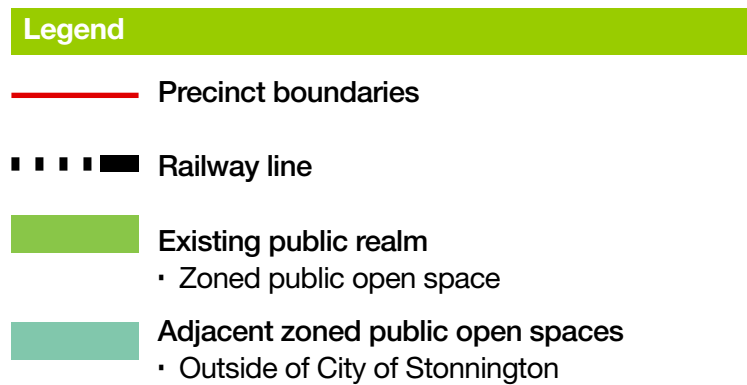 Legend
Precinct boundaries
Railway line
Existing public realm
· Zoned public open space
Adjacent zoned public open spaces
· Outside of City of Stonnington